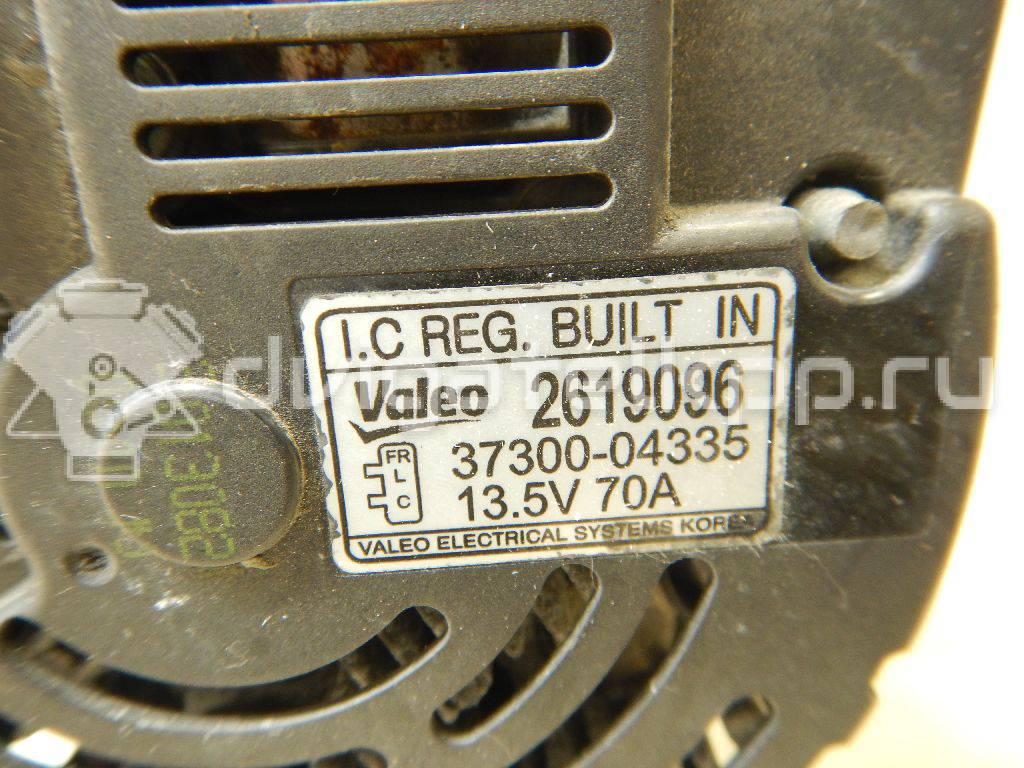 I.C REG. BUILT IN
Valeo 2619096
FR
L
C
37300-04335
13.5V 70A
VALEO ELECTRICAL SYSTEMS KOREA